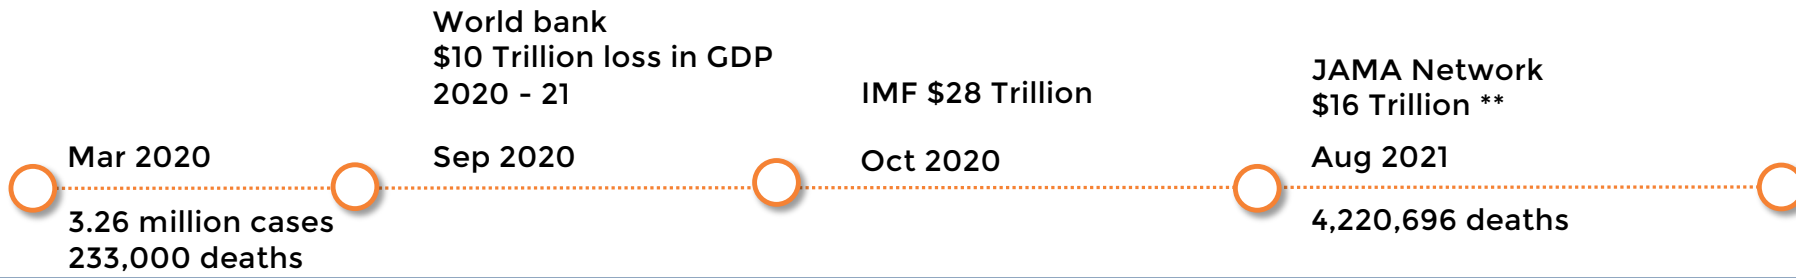 Mar 2020
3.26 million cases
233,000 deaths
World bank
$10 Trillion loss in GDP
2020 - 21
Sep 2020
IMF $28 Trillion
Oct 2020
JAMA Network
$16 Trillion **
Aug 2021
4,220,696 deaths